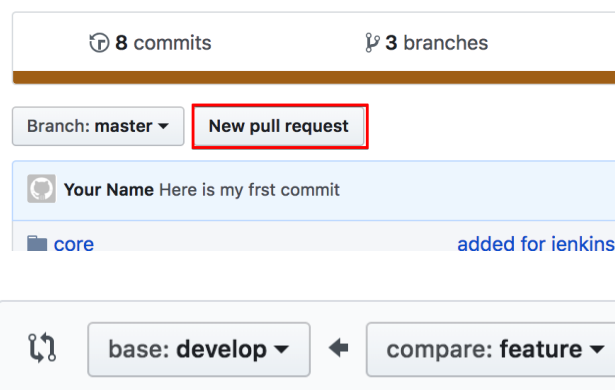 8 commits 3 branches
Branch: master New pull request
Your Name Here is my frst commit
core added for jenkins
base: develop compare: feature